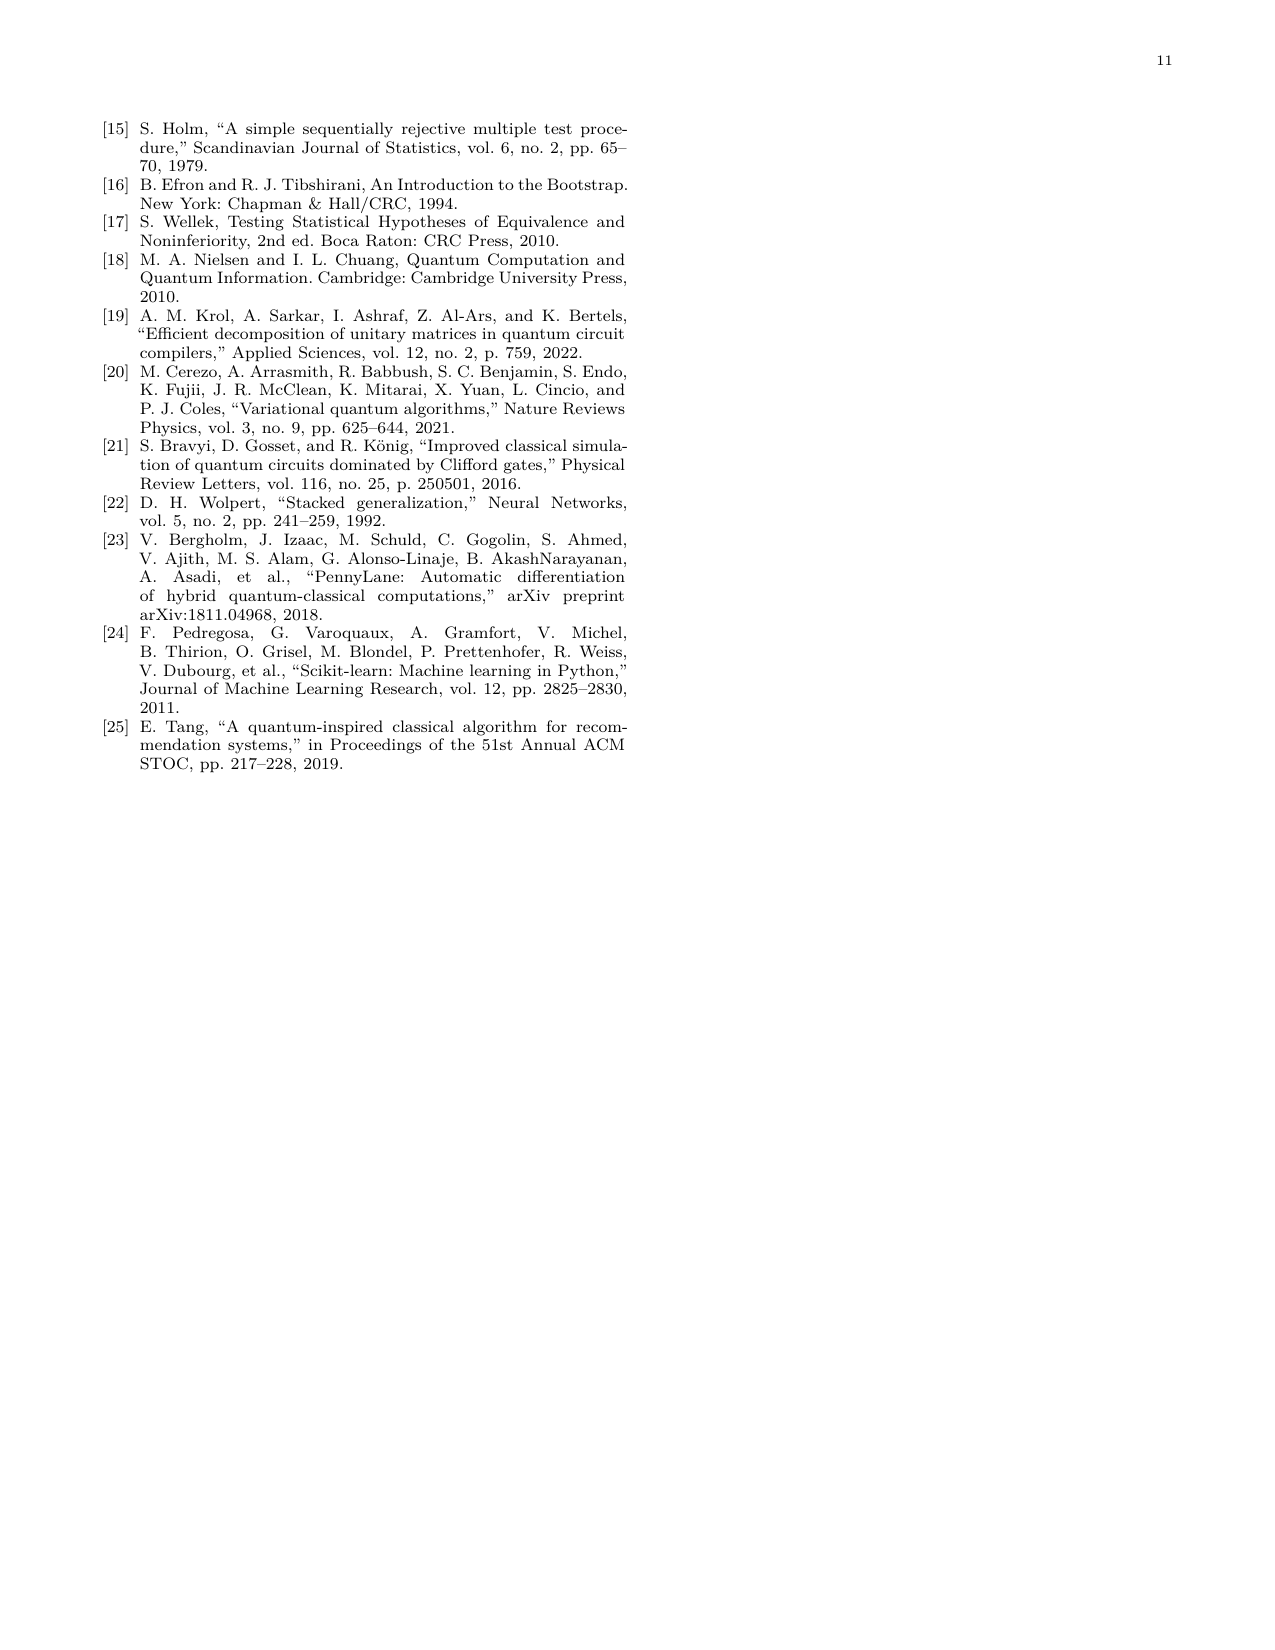 11
[15] S. Holm, “A simple sequentially rejective multiple test proce-
dure,” Scandinavian Journal of Statistics, vol. 6, no. 2, pp. 65–
70, 1979.
[16] B. Efron and R. J. Tibshirani, An Introduction to the Bootstrap.
New York: Chapman & Hall/CRC, 1994.
[17] S. Wellek, Testing Statistical Hypotheses of Equivalence and
Noninferiority, 2nd ed. Boca Raton: CRC Press, 2010.
[18] M. A. Nielsen and I. L. Chuang, Quantum Computation and
Quantum Information. Cambridge: Cambridge University Press,
2010.
[19] A. M. Krol, A. Sarkar, I. Ashraf, Z. Al-Ars, and K. Bertels,
“Efficient decomposition of unitary matrices in quantum circuit
compilers,” Applied Sciences, vol. 12, no. 2, p. 759, 2022.
[20] M. Cerezo, A. Arrasmith, R. Babbush, S. C. Benjamin, S. Endo,
K. Fujii, J. R. McClean, K. Mitarai, X. Yuan, L. Cincio, and
P. J. Coles, “Variational quantum algorithms,” Nature Reviews
Physics, vol. 3, no. 9, pp. 625–644, 2021.
[21] S. Bravyi, D. Gosset, and R. König, “Improved classical simula-
tion of quantum circuits dominated by Clifford gates,” Physical
Review Letters, vol. 116, no. 25, p. 250501, 2016.
[22] D. H. Wolpert, “Stacked generalization,” Neural Networks,
vol. 5, no. 2, pp. 241–259, 1992.
[23] V. Bergholm, J. Izaac, M. Schuld, C. Gogolin, S. Ahmed,
V. Ajith, M. S. Alam, G. Alonso-Linaje, B. AkashNarayanan,
A. Asadi, et al., “PennyLane: Automatic differentiation
of hybrid quantum-classical computations,” arXiv preprint
arXiv:1811.04968, 2018.
[24] F. Pedregosa, G. Varoquaux, A. Gramfort, V. Michel,
B. Thirion, O. Grisel, M. Blondel, P. Prettenhofer, R. Weiss,
V. Dubourg, et al., “Scikit-learn: Machine learning in Python,”
Journal of Machine Learning Research, vol. 12, pp. 2825–2830,
2011.
[25] E. Tang, “A quantum-inspired classical algorithm for recom-
mendation systems,” in Proceedings of the 51st Annual ACM
STOC, pp. 217–228, 2019.